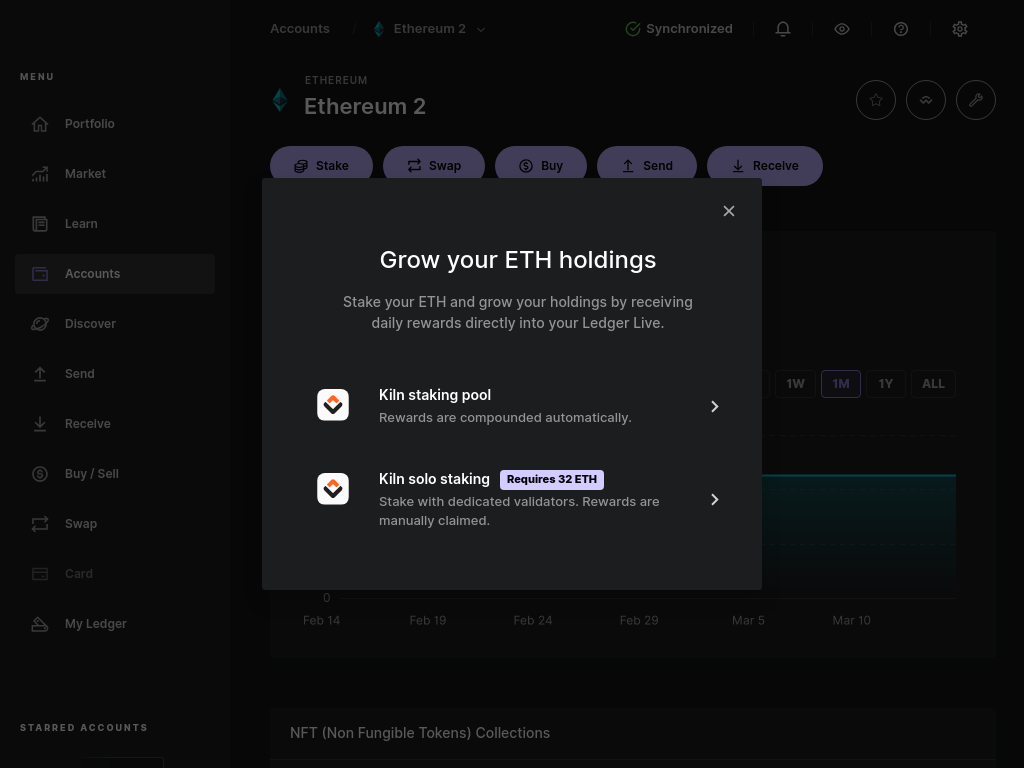 Accounts / Ethereum 2
Synchronized
MENU
Portfolio
Market
Learn
Accounts
Discover
Send
Receive
Buy / Sell
Swap
Card
My Ledger
STARRED ACCOUNTS
ETHEREUM
Ethereum 2
Stake Swap Buy Send Receive
Grow your ETH holdings
Stake your ETH and grow your holdings by receiving
daily rewards directly into your Ledger Live.
Kiln staking pool
Rewards are compounded automatically.
Kiln solo staking Requires 32 ETH
Stake with dedicated validators. Rewards are
manually claimed.
1W 1M 1Y ALL
0
Feb 14 Feb 19 Feb 24 Feb 29 Mar 5 Mar 10
NFT (Non Fungible Tokens) Collections